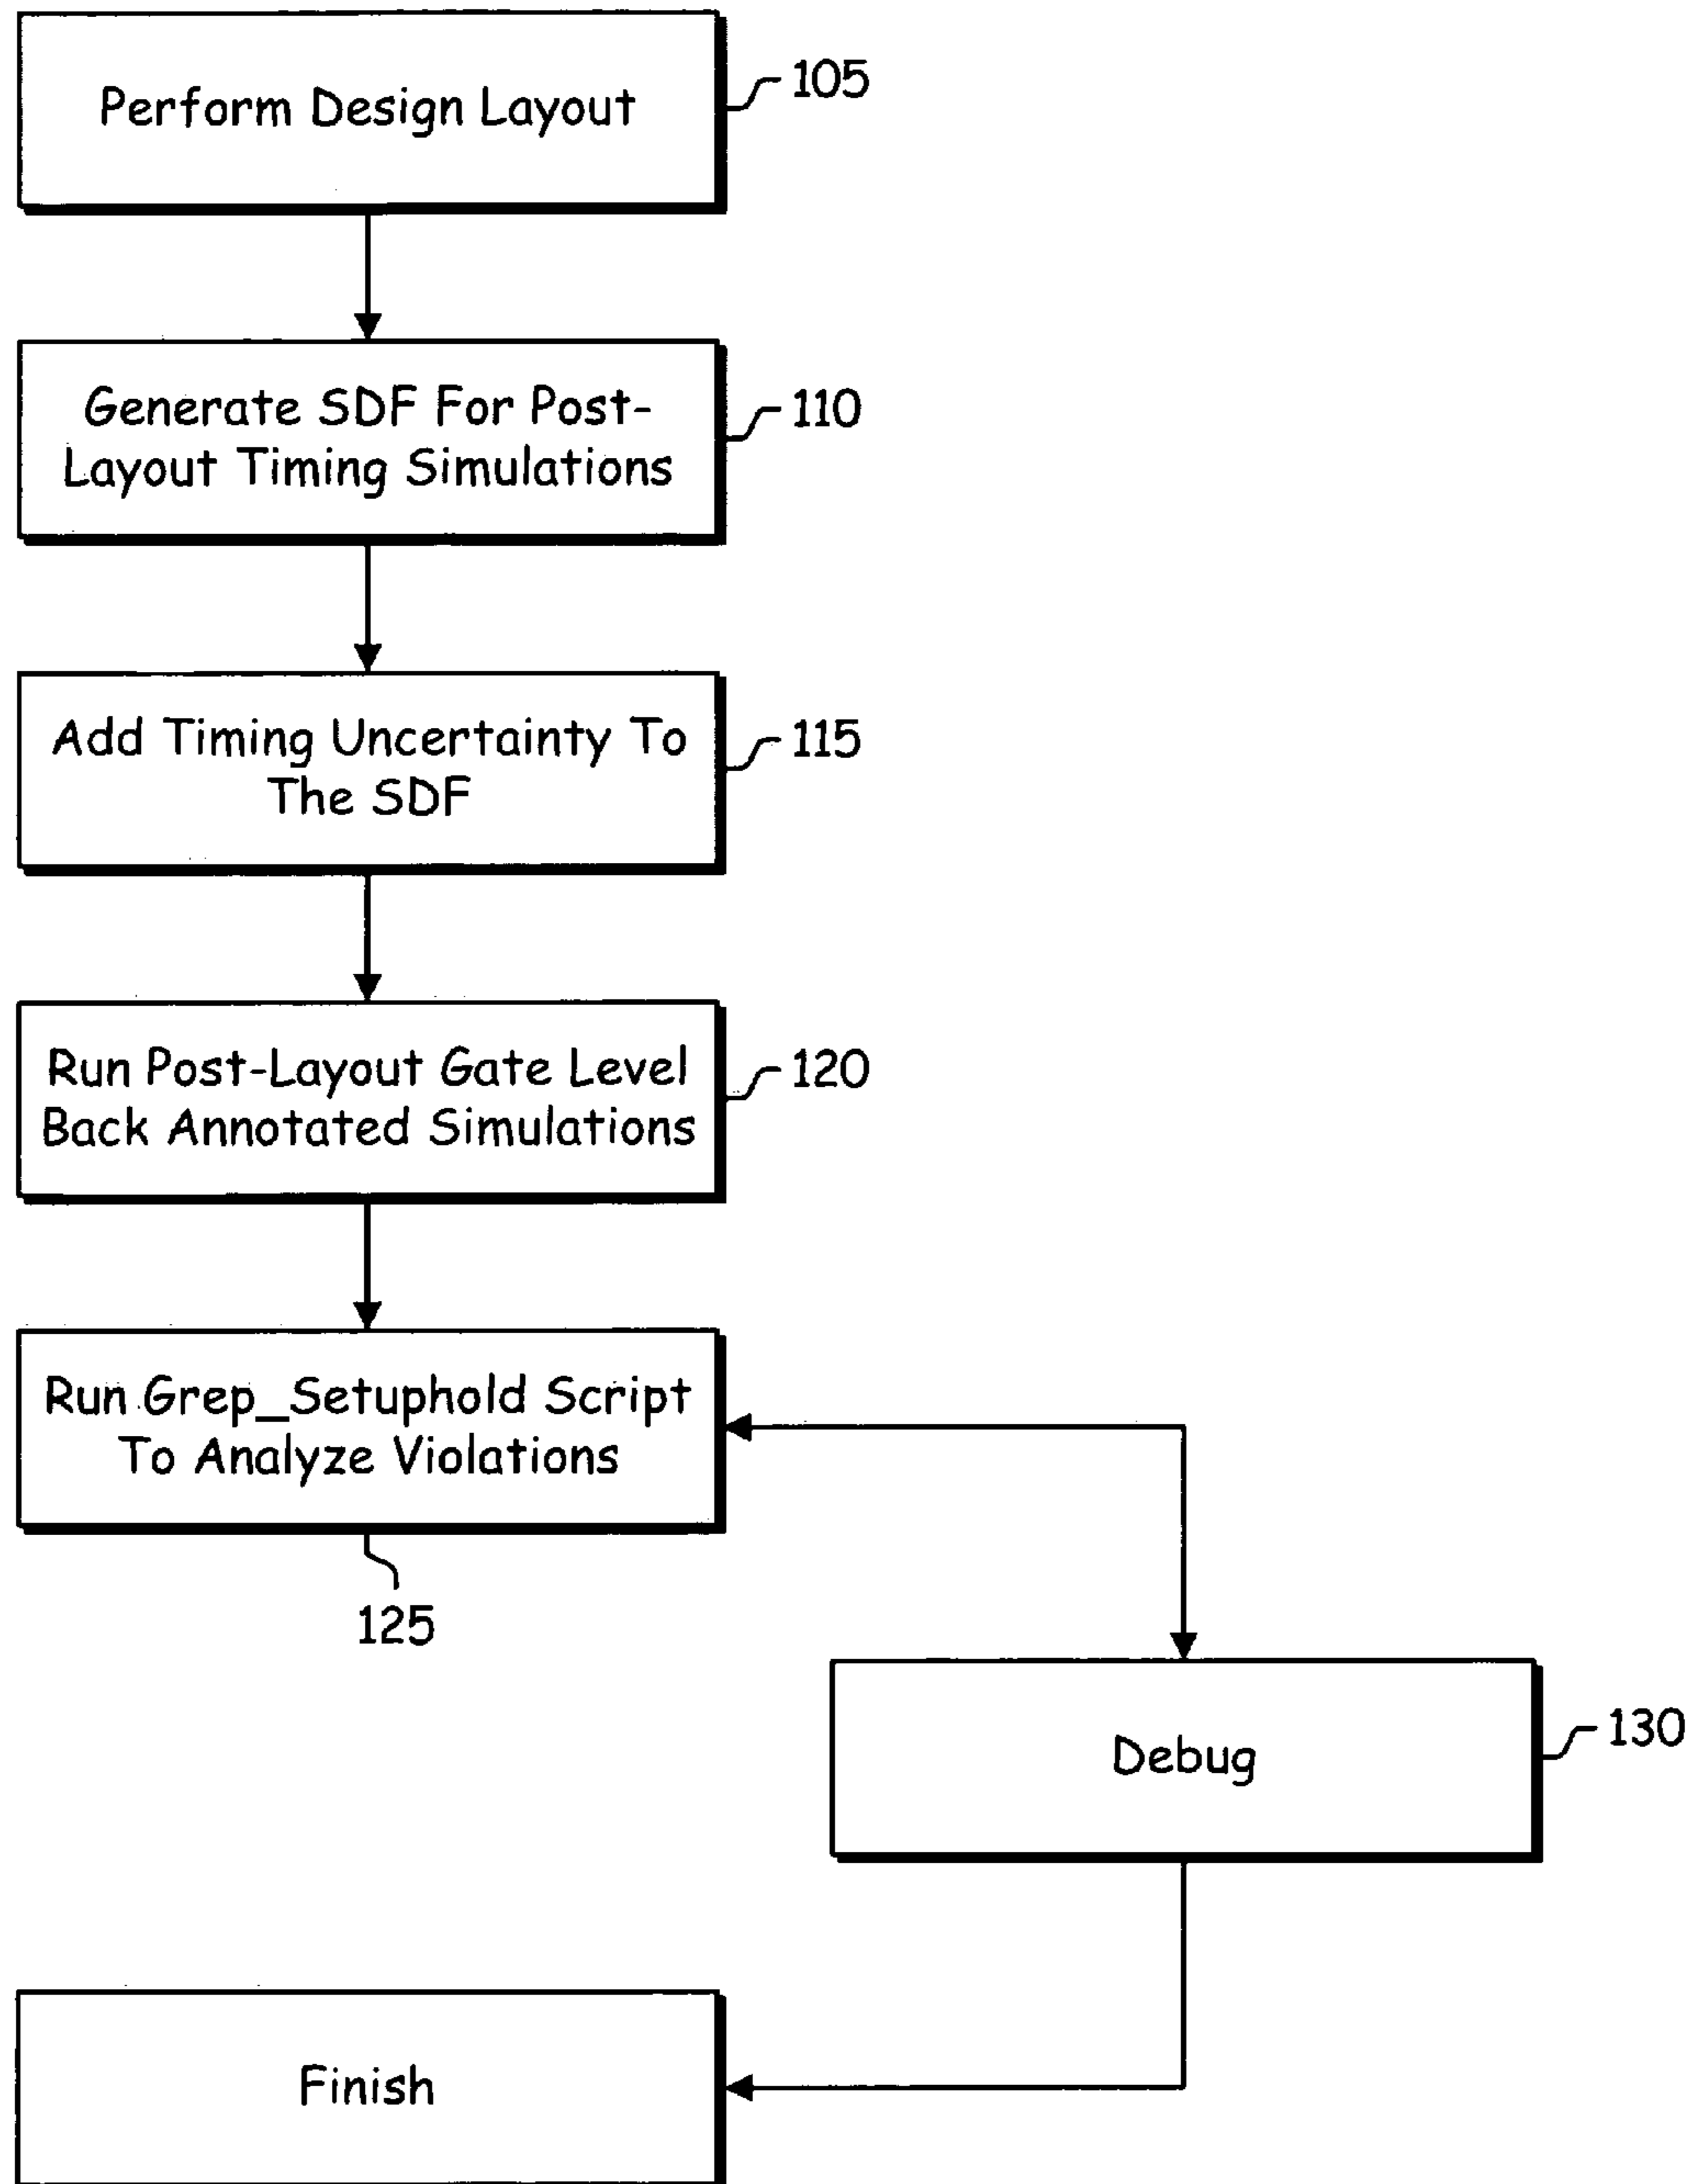 Perform Design Layout
105
Generate SDF For Post-
Layout Timing Simulations
110
Add Timing Uncertainty To
The SDF
115
Run Post-Layout Gate Level
Back Annotated Simulations
120
Run Grep_Setuphold Script
To Analyze Violations
125
Debug
130
Finish